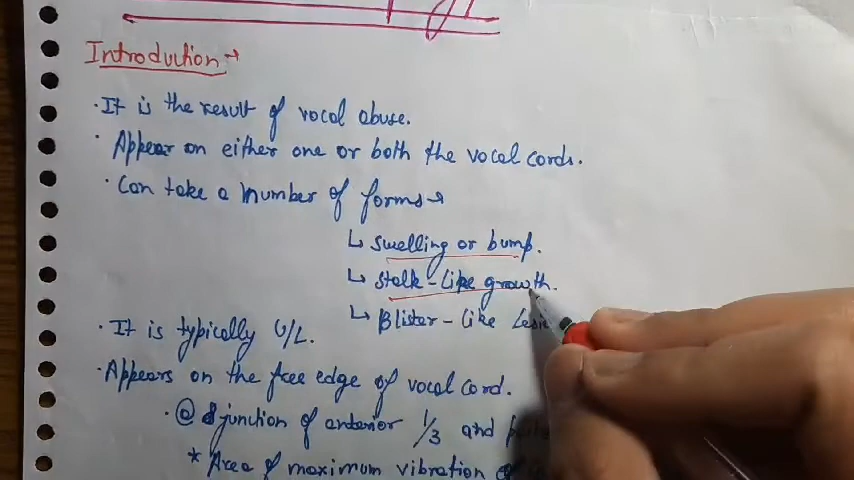 Introduction →
· It is the result of vocal abuse.
· Appear on either one or both the vocal cords.
· Can take a number of forms →
↳ swelling or bump.
↳ stalk-like growth.
↳ Blister-like
· It is typically U/L.
· Appears on the free edge of vocal cord.
· @ junction of anterior 1/3 and
* Area of maximum vibration